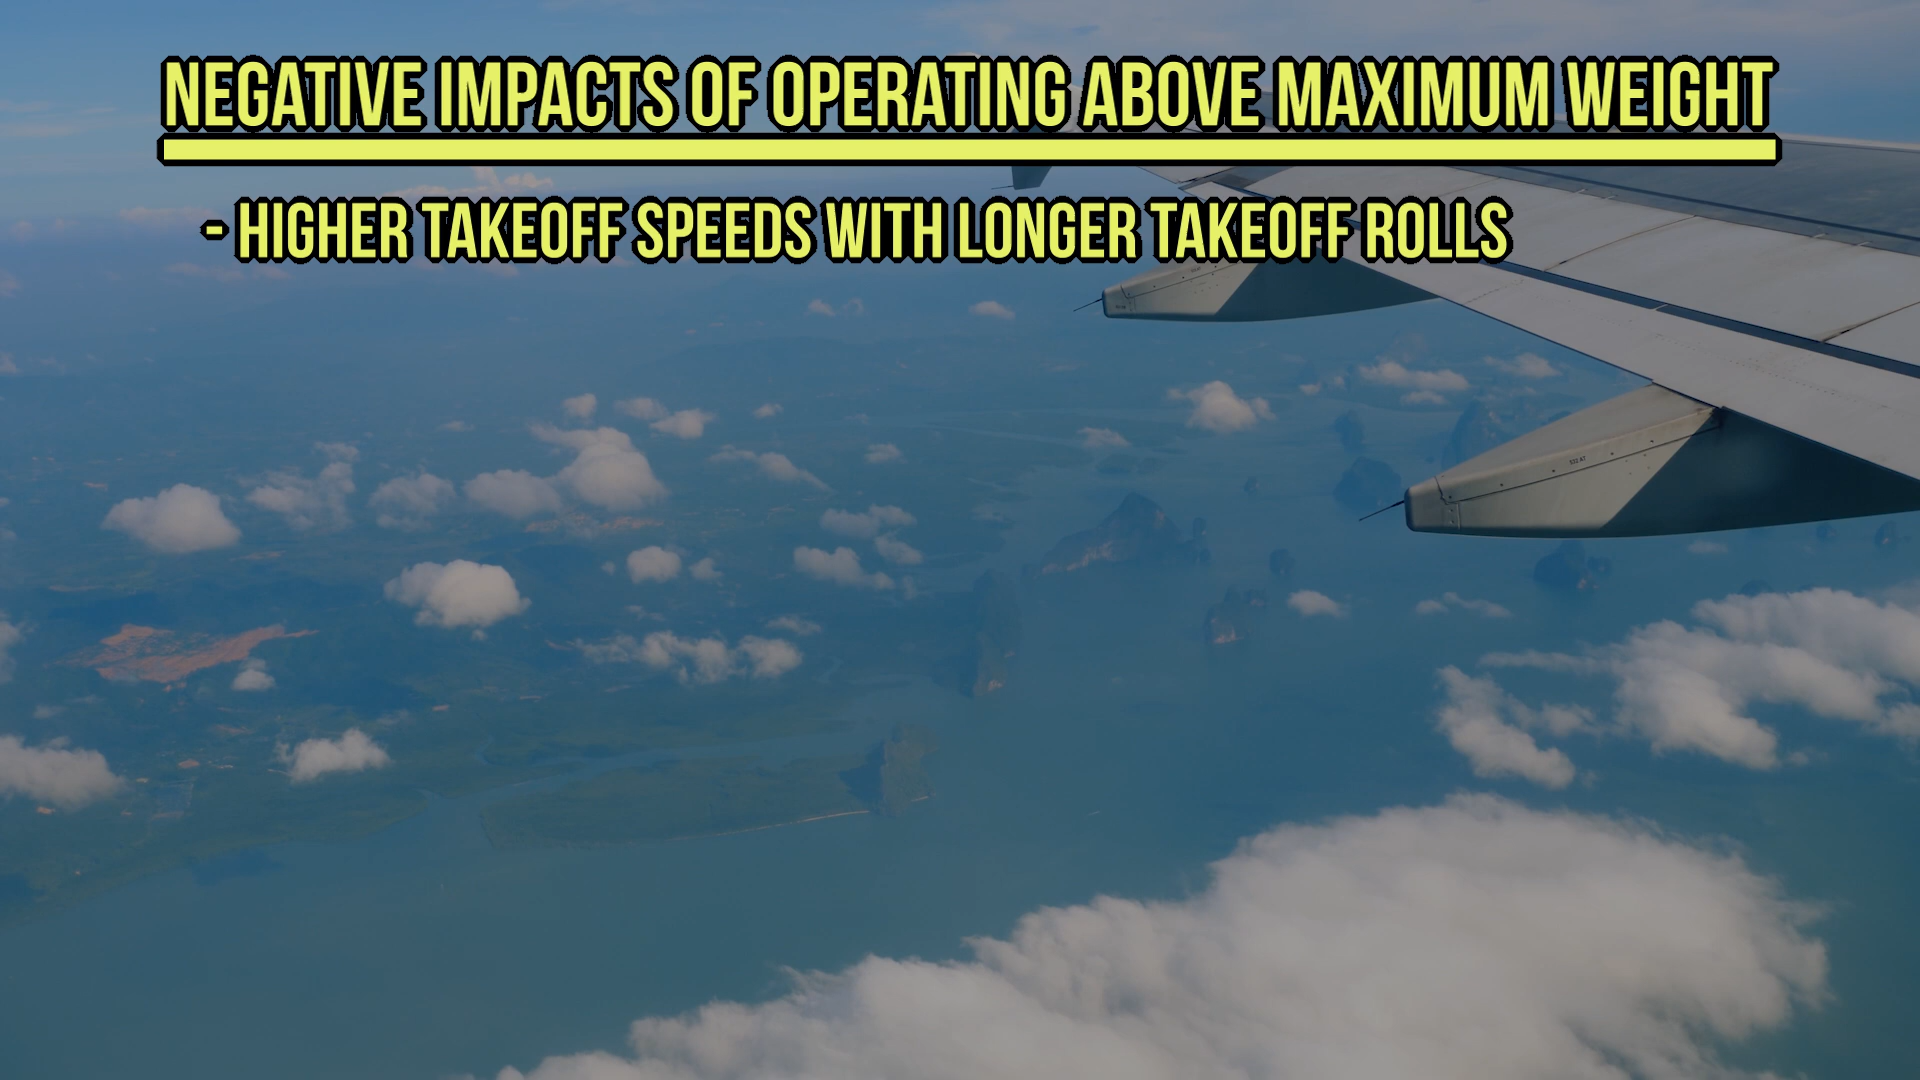 NEGATIVE IMPACTS OF OPERATING ABOVE MAXIMUM WEIGHT
- HIGHER TAKEOFF SPEEDS WITH LONGER TAKEOFF ROLLS